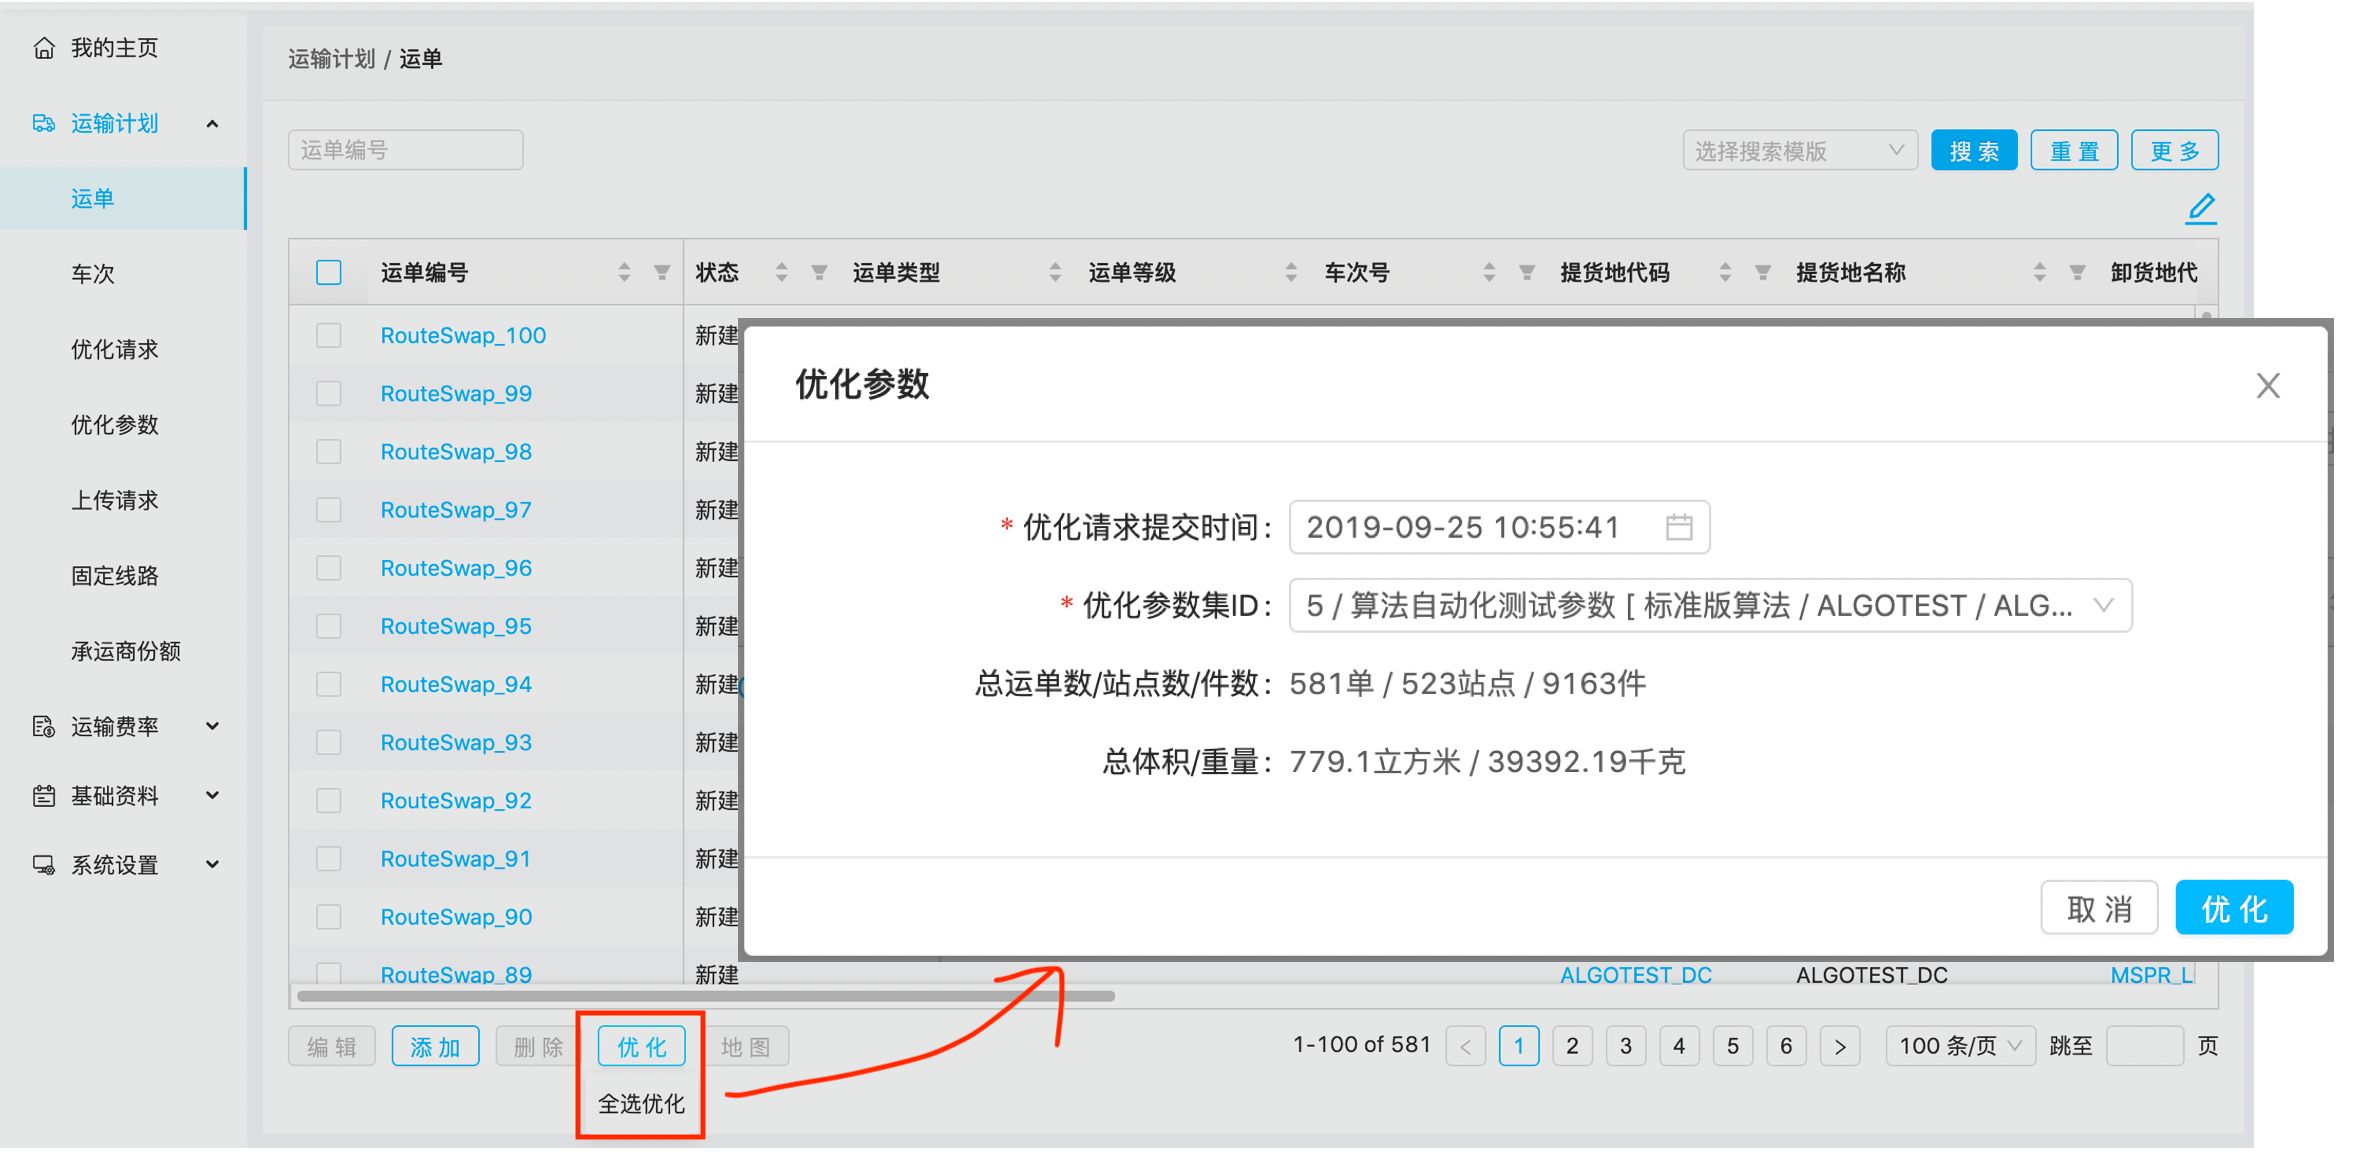 我的主页
运输计划
运单
车次
优化请求
优化参数
上传请求
固定线路
承运商份额
运输费率
基础资料
系统设置
运输计划 / 运单
运单编号
选择搜索模版
搜 索
重 置
更 多
运单编号 状态 运单类型 运单等级 车次号 提货地代码 提货地名称 卸货地代
RouteSwap_100 新建
RouteSwap_99 新建
RouteSwap_98 新建
RouteSwap_97 新建
RouteSwap_96 新建
RouteSwap_95 新建
RouteSwap_94 新建
RouteSwap_93 新建
RouteSwap_92 新建
RouteSwap_91 新建
RouteSwap_90 新建
RouteSwap_89 新建 ALGOTEST_DC ALGOTEST_DC MSPR_L
优化参数
* 优化请求提交时间: 2019-09-25 10:55:41
* 优化参数集ID: 5 / 算法自动化测试参数 [ 标准版算法 / ALGOTEST / ALG...
总运单数/站点数/件数: 581单 / 523站点 / 9163件
总体积/重量: 779.1立方米 / 39392.19千克
取 消
优 化
编 辑
添 加
删 除
优 化
地 图
全选优化
1-100 of 581 < 1 2 3 4 5 6 > 100 条/页 跳至 页